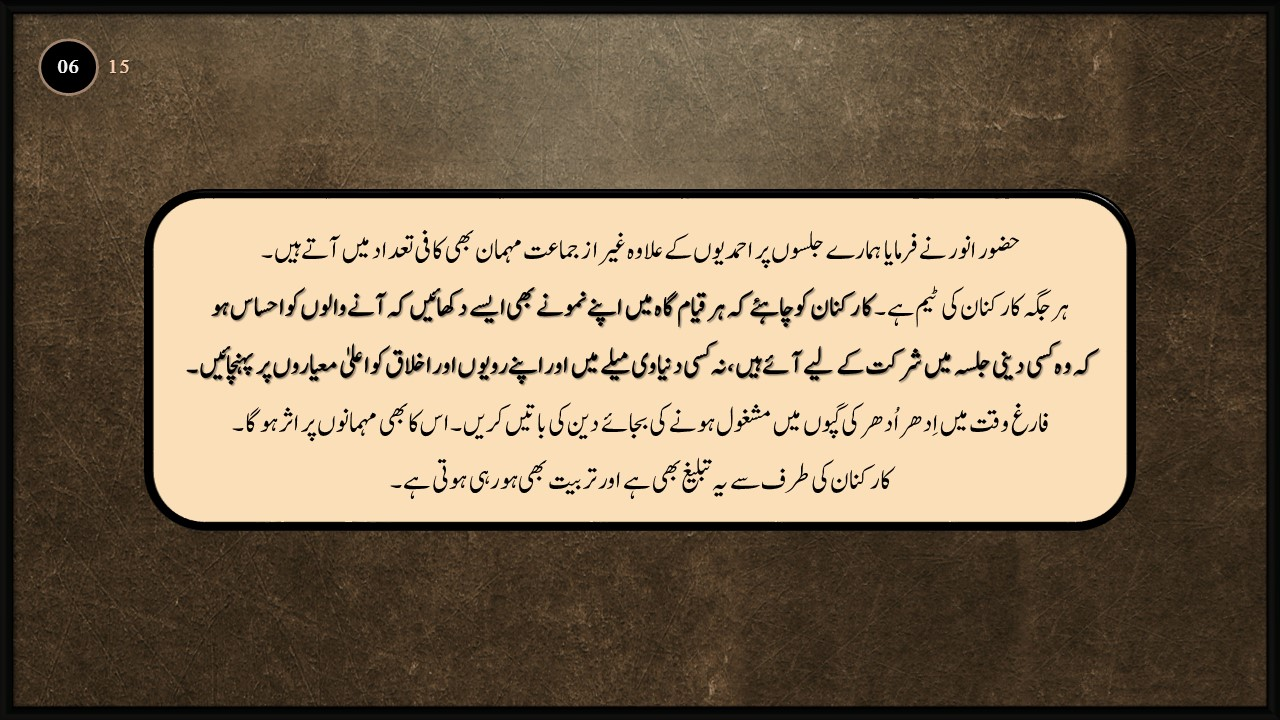 06 15
حضور انور نے فرمایا ہمارے جلسوں پر احمدیوں کے علاوہ غیر از جماعت مہمان بھی کافی تعداد میں آتے ہیں۔
ہر جگہ کارکنان کی ٹیم ہے۔ کارکنان کو چاہئے کہ ہر قیام گاہ میں اپنے نمونے بھی ایسے دکھائیں کہ آنے والوں کو احساس ہو
کہ وہ کسی دینی جلسہ میں شرکت کے لیے آئے ہیں، نہ کسی دنیاوی میلے میں اور اپنے رویوں اور اخلاق کو اعلیٰ معیاروں پر پہنچائیں۔
فارغ وقت میں اِدھر اُدھر کی گپوں میں مشغول ہونے کی بجائے دین کی باتیں کریں۔ اس کا بھی مہمانوں پر اثر ہو گا۔
کارکنان کی طرف سے یہ تبلیغ بھی ہے اور تربیت بھی ہو رہی ہوتی ہے۔